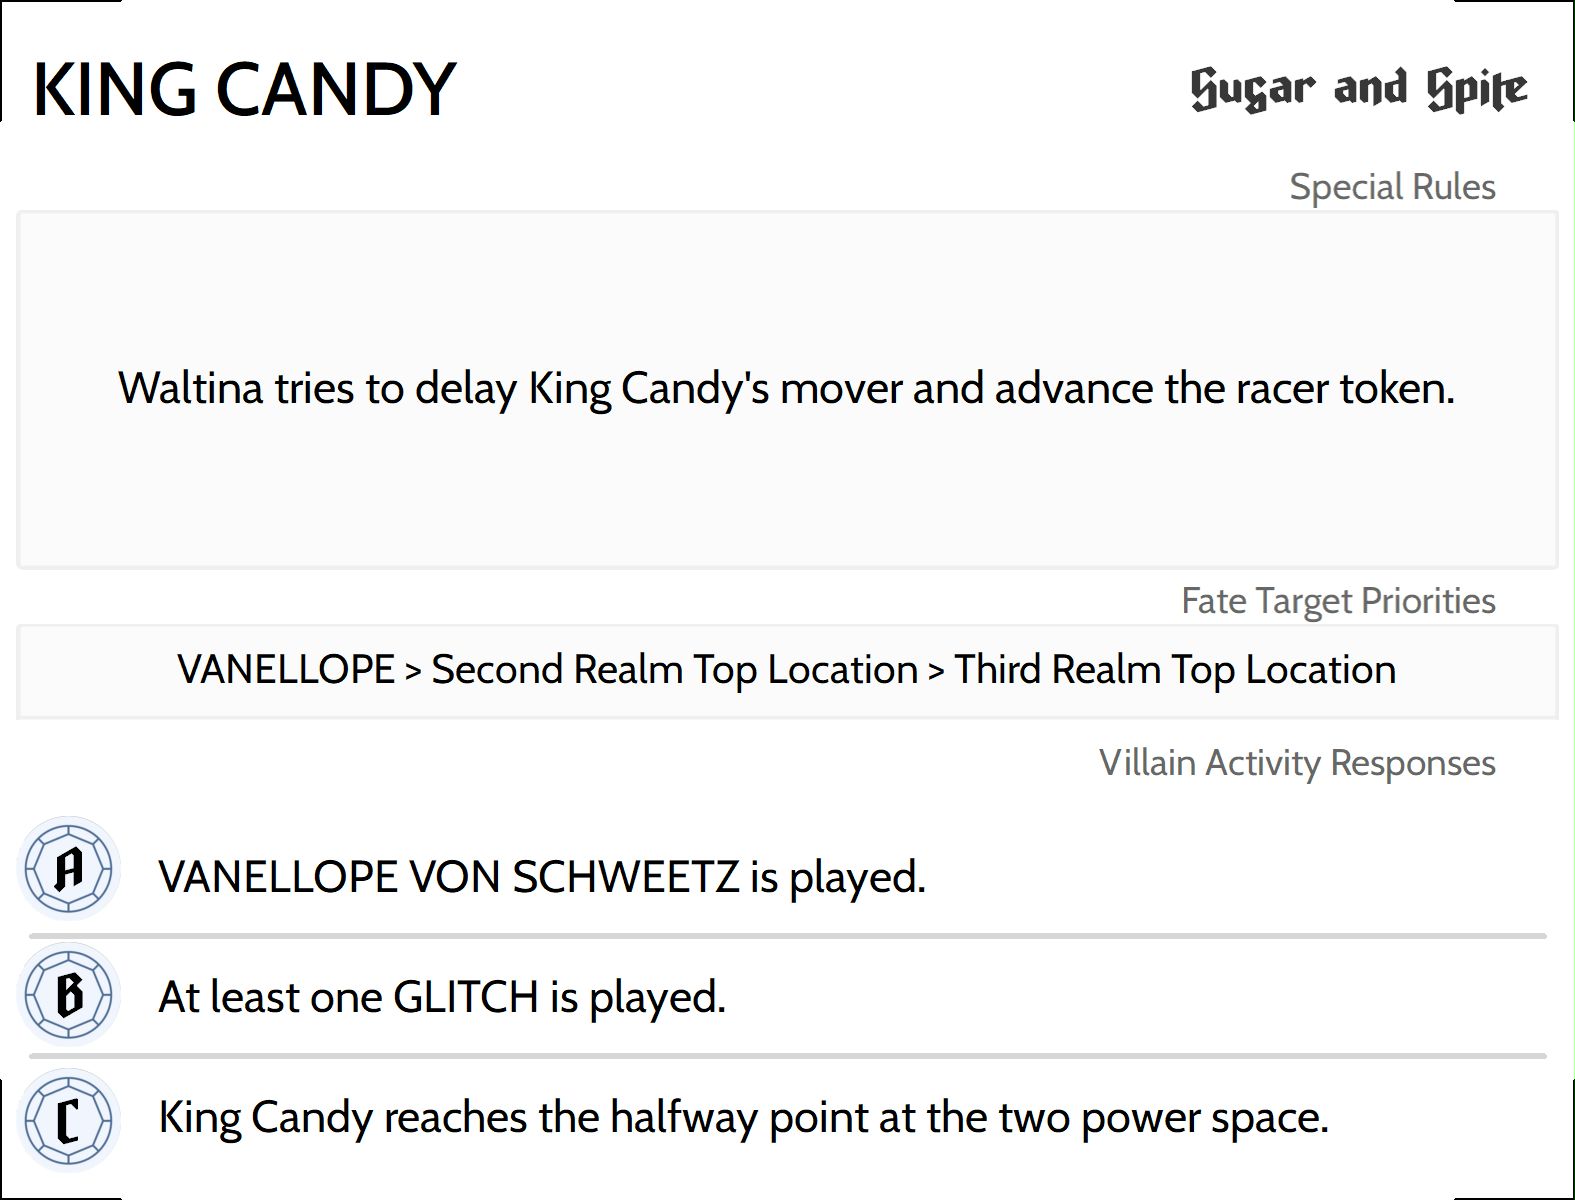 KING CANDY
Sugar and Spite
Special Rules
Waltina tries to delay King Candy's mover and advance the racer token.
Fate Target Priorities
VANELLOPE > Second Realm Top Location > Third Realm Top Location
Villain Activity Responses
A
VANELLOPE VON SCHWEETZ is played.
B
At least one GLITCH is played.
C
King Candy reaches the halfway point at the two power space.